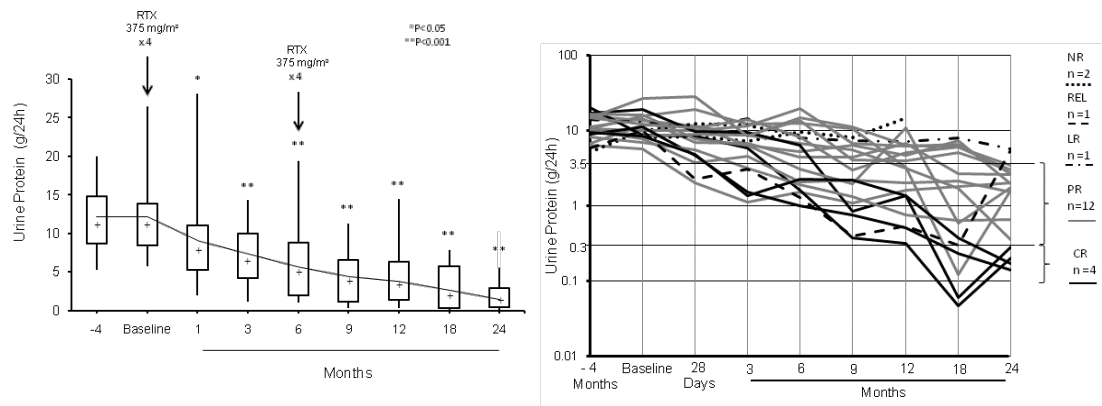 RTX
375 mg/m²
x4
*P<0.05
**P<0.001
RTX
375 mg/m²
x4
Urine Protein (g/24h)
30
25
20
15
10
5
0
*
**
**
**
**
**
**
-4
Baseline
1
3
6
9
12
18
24
Months
Urine Protein (g/24h)
100
10
3.5
1
0.3
0.1
0.01
- 4
Months
Baseline
28
Days
3
6
9
12
18
24
Months
NR
n=2
REL
n=1
LR
n=1
PR
n=12
CR
n=4